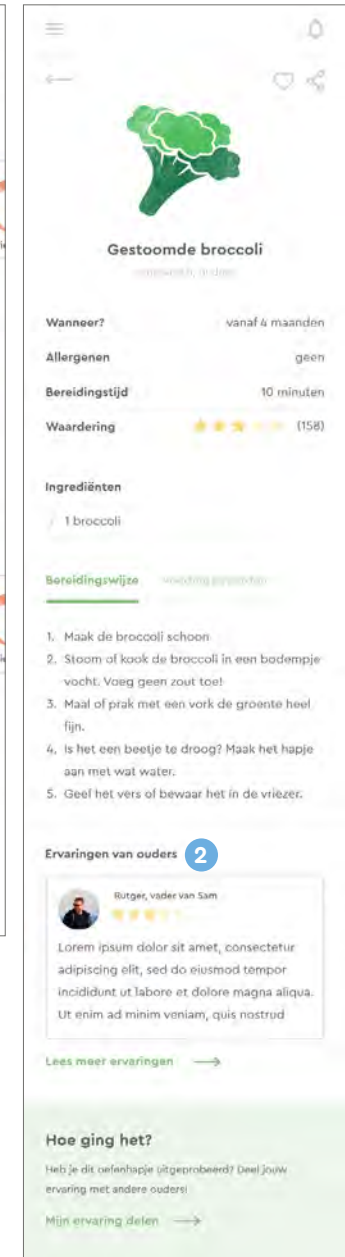 Gestoomde broccoli
Wanneer? vanaf 4 maanden
Allergenen geen
Bereidingstijd 10 minuten
Waardering (158)
Ingrediënten
1 broccoli
Bereidingswijze
1. Maak de broccoli schoon
2. Stoom of kook de broccoli in een bodempje
vocht. Voeg geen zout toe!
3. Maal of prak met een vork de groente heel
fijn.
4. Is het een beetje te droog? Maak het hapje
aan met wat water.
5. Geef het vers of bewaar het in de vriezer.
Ervaringen van ouders 2
Rutger, vader van Sam
Lorem ipsum dolor sit amet, consectetur
adipiscing elit, sed do eiusmod tempor
incididunt ut labore et dolore magna aliqua.
Ut enim ad minim veniam, quis nostrud
Lees meer ervaringen
Hoe ging het?
Heb je dit oefenhapje uitgeprobeerd? Deel jouw
ervaring met andere ouders!
Mijn ervaring delen